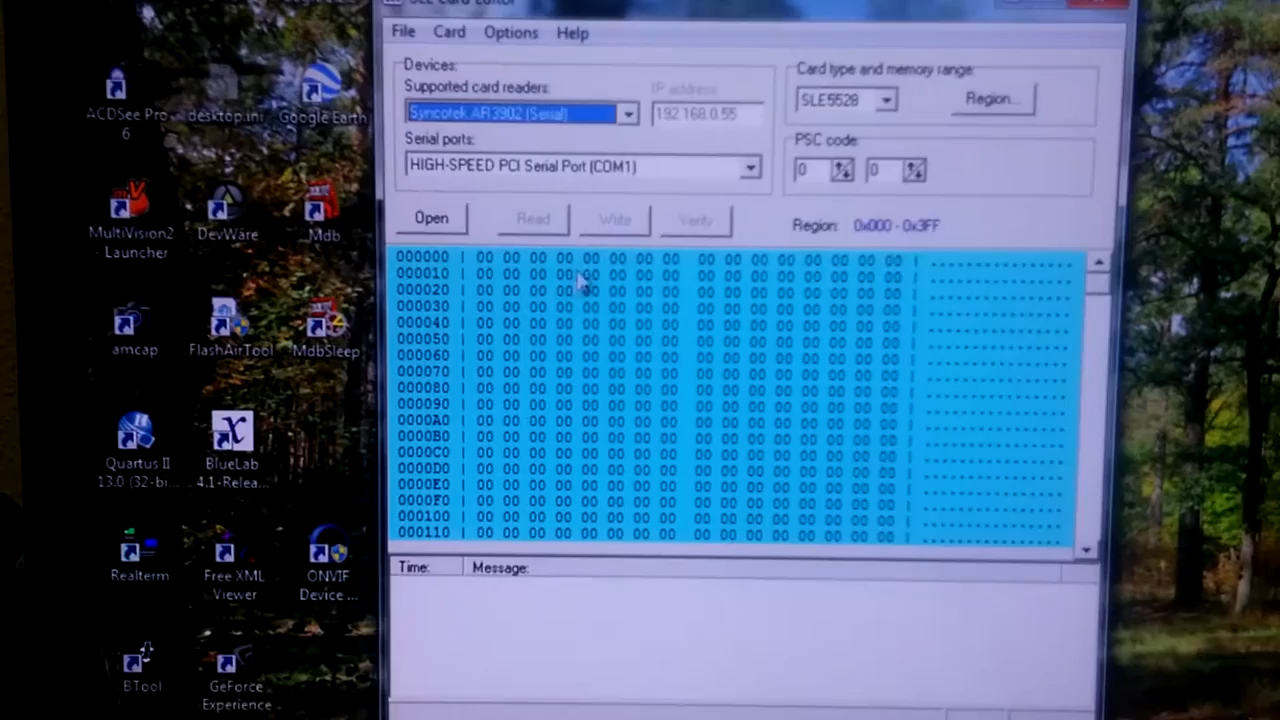 SLE Card Editor
File Card Options Help
Devices:
Supported card readers:
Syncotek AR3902 (Serial)
IP address
192.168.0.55
Serial ports:
HIGH-SPEED PCI Serial Port (COM1)
Card type and memory range:
SLE5528
Region...
PSC code:
0 0
Open Read Write Verify
Region: 0x000 - 0x3FF
000000 | 00 00 00 00 00 00 00 00 00 00 00 00 00 00 00 00 | ................
000010 | 00 00 00 00 00 00 00 00 00 00 00 00 00 00 00 00 | ................
000020 | 00 00 00 00 00 00 00 00 00 00 00 00 00 00 00 00 | ................
000030 | 00 00 00 00 00 00 00 00 00 00 00 00 00 00 00 00 | ................
000040 | 00 00 00 00 00 00 00 00 00 00 00 00 00 00 00 00 | ................
000050 | 00 00 00 00 00 00 00 00 00 00 00 00 00 00 00 00 | ................
000060 | 00 00 00 00 00 00 00 00 00 00 00 00 00 00 00 00 | ................
000070 | 00 00 00 00 00 00 00 00 00 00 00 00 00 00 00 00 | ................
000080 | 00 00 00 00 00 00 00 00 00 00 00 00 00 00 00 00 | ................
000090 | 00 00 00 00 00 00 00 00 00 00 00 00 00 00 00 00 | ................
0000A0 | 00 00 00 00 00 00 00 00 00 00 00 00 00 00 00 00 | ................
0000B0 | 00 00 00 00 00 00 00 00 00 00 00 00 00 00 00 00 | ................
0000C0 | 00 00 00 00 00 00 00 00 00 00 00 00 00 00 00 00 | ................
0000D0 | 00 00 00 00 00 00 00 00 00 00 00 00 00 00 00 00 | ................
0000E0 | 00 00 00 00 00 00 00 00 00 00 00 00 00 00 00 00 | ................
0000F0 | 00 00 00 00 00 00 00 00 00 00 00 00 00 00 00 00 | ................
000100 | 00 00 00 00 00 00 00 00 00 00 00 00 00 00 00 00 | ................
000110 | 00 00 00 00 00 00 00 00 00 00 00 00 00 00 00 00 | ................
Time: Message:
ACDSee Pro
6
desktop.ini
Google Earth
MultiVision2
- Launcher
DevWare
Mdb
amcap
FlashAirTool
MdbSleep
Quartus II
13.0 (32-bi...
BlueLab
4.1-Relea...
Realterm
Free XML
Viewer
ONVIF
Device ...
BTool
GeForce
Experience